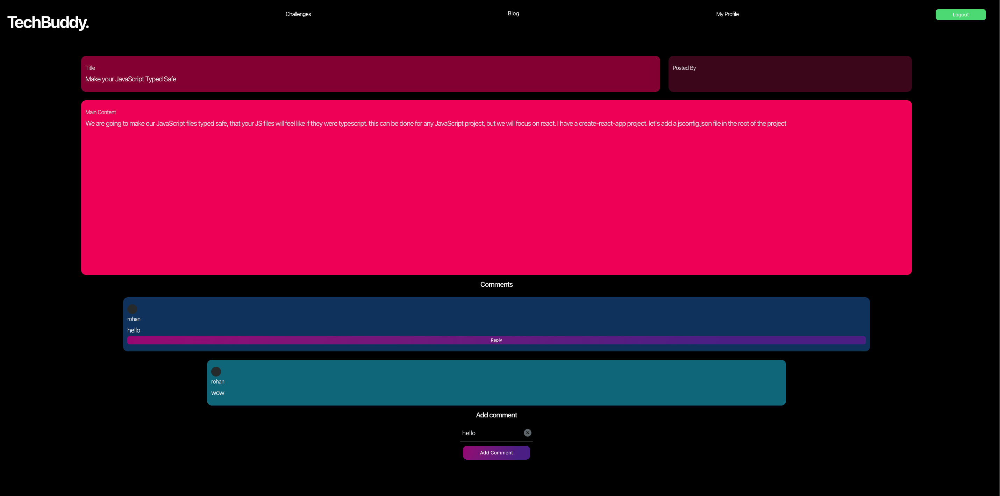 TechBuddy.
Challenges
Blog
My Profile
Logout
Title
Make your JavaScript Typed Safe
Posted By
Main Content
We are going to make our JavaScript files typed safe, that your JS files will feel like if they were typescript. this can be done for any JavaScript project, but we will focus on react. I have a create-react-app project. let's add a jsconfig.json file in the root of the project
Comments
rohan
hello
Reply
rohan
wow
Add comment
hello
Add Comment